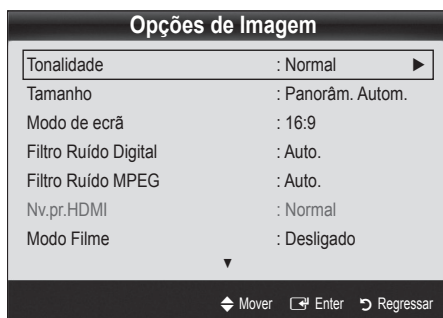 Opções de Imagem
Tonalidade : Normal ►
Tamanho : Panorâm. Autom.
Modo de ecrã : 16:9
Filtro Ruído Digital : Auto.
Filtro Ruído MPEG : Auto.
Nv.pr.HDMI : Normal
Modo Filme : Desligado
▼
Mover Enter Regressar